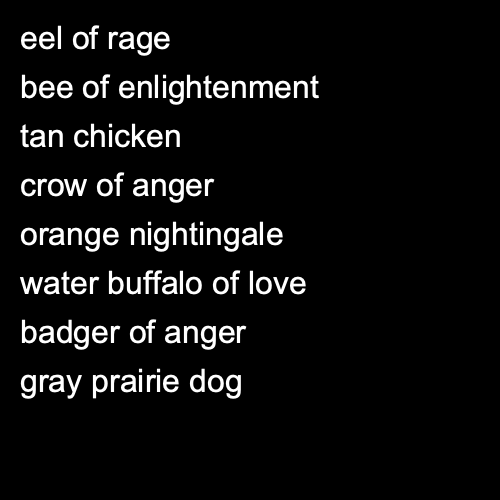 eel of rage
bee of enlightenment
tan chicken
crow of anger
orange nightingale
water buffalo of love
badger of anger
gray prairie dog